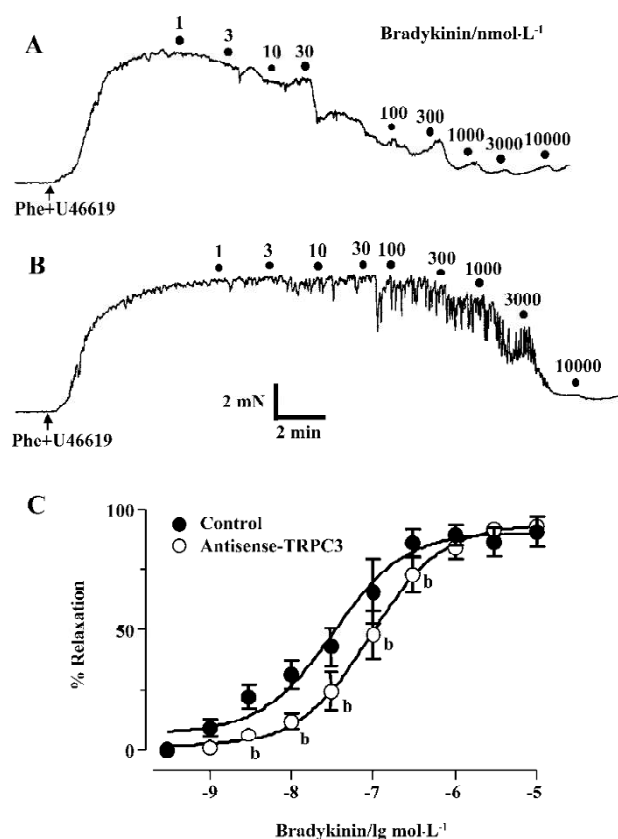 A
Bradykinin/nmol·L-1
1
3
10
30
100
300
1000
3000
10000
Phe+U46619
B
1
3
10
30
100
300
1000
3000
10000
Phe+U46619
2 mN
2 min
C
Control
Antisense-TRPC3
100
50
0
% Relaxation
b
b
b
b
b
-9
-8
-7
-6
-5
Bradykinin/lg mol·L-1